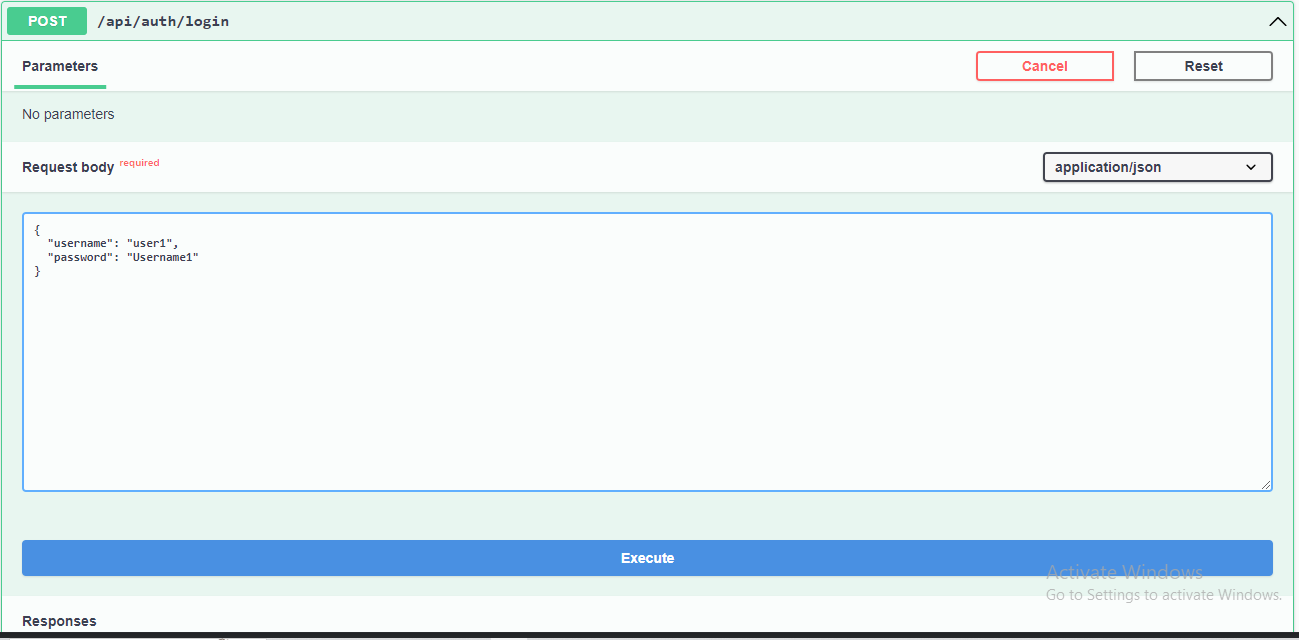 POST /api/auth/login
Parameters
Cancel
Reset
No parameters
Request body required
application/json
{
"username": "user1",
"password": "Username1"
}
Execute
Activate Windows
Go to Settings to activate Windows.
Responses